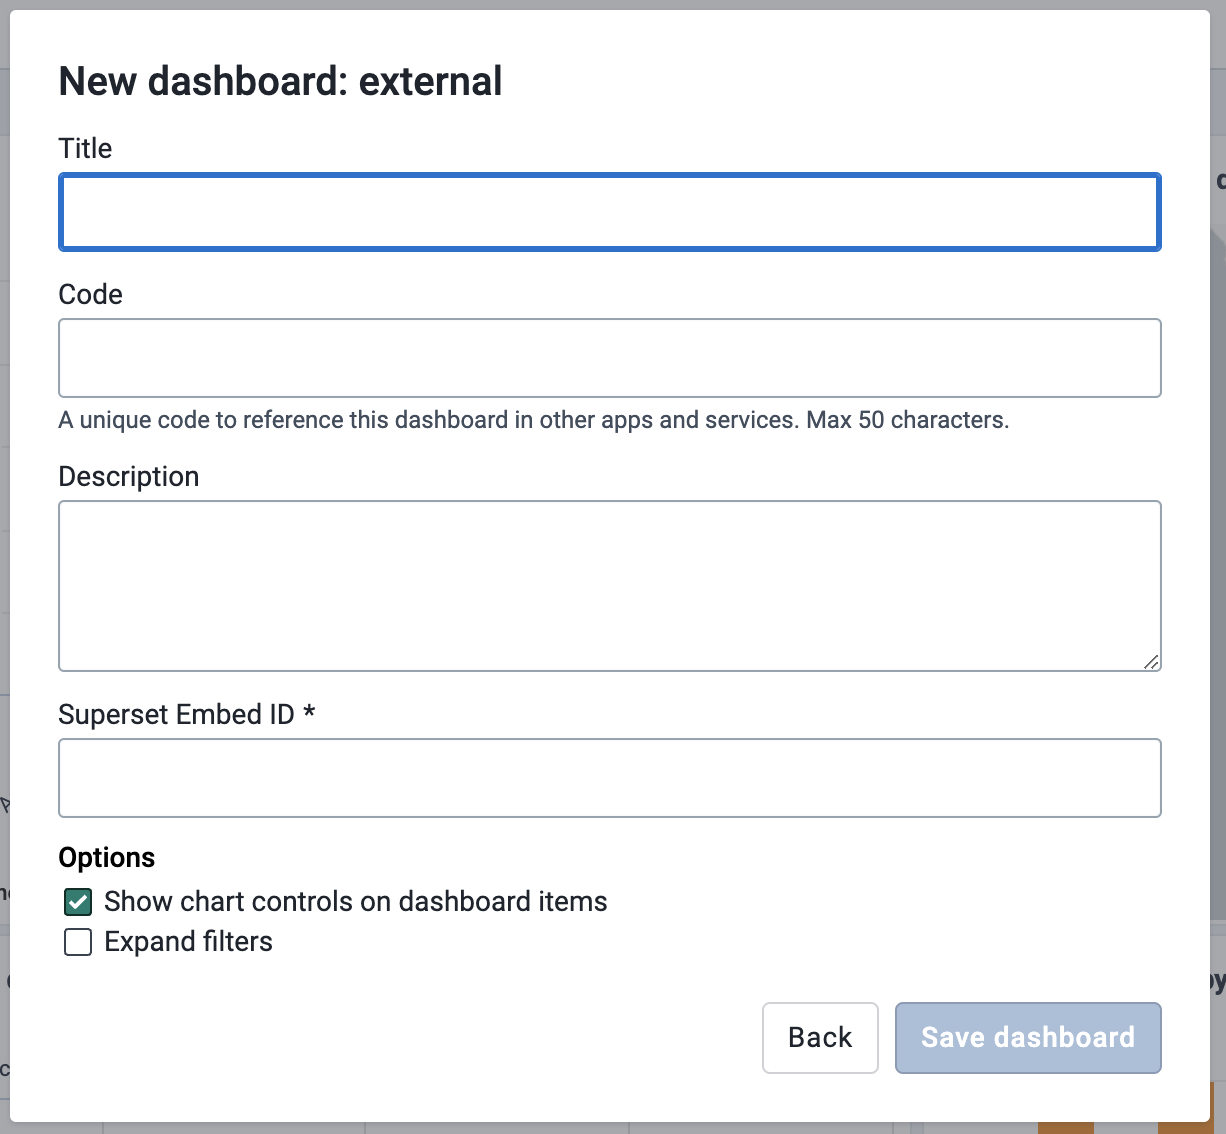 New dashboard: external
Title
Code
A unique code to reference this dashboard in other apps and services. Max 50 characters.
Description
Superset Embed ID *
Options
Show chart controls on dashboard items
Expand filters
Back
Save dashboard